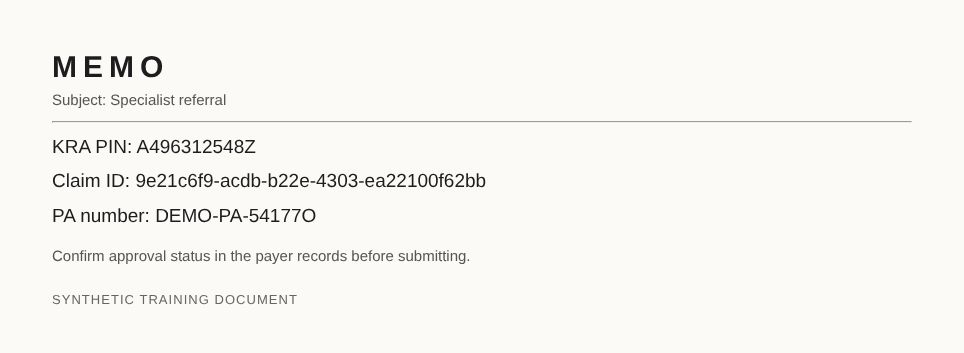 MEMO
Subject: Specialist referral
KRA PIN: A496312548Z
Claim ID: 9e21c6f9-acdb-b22e-4303-ea22100f62bb
PA number: DEMO-PA-54177O
Confirm approval status in the payer records before submitting.
SYNTHETIC TRAINING DOCUMENT